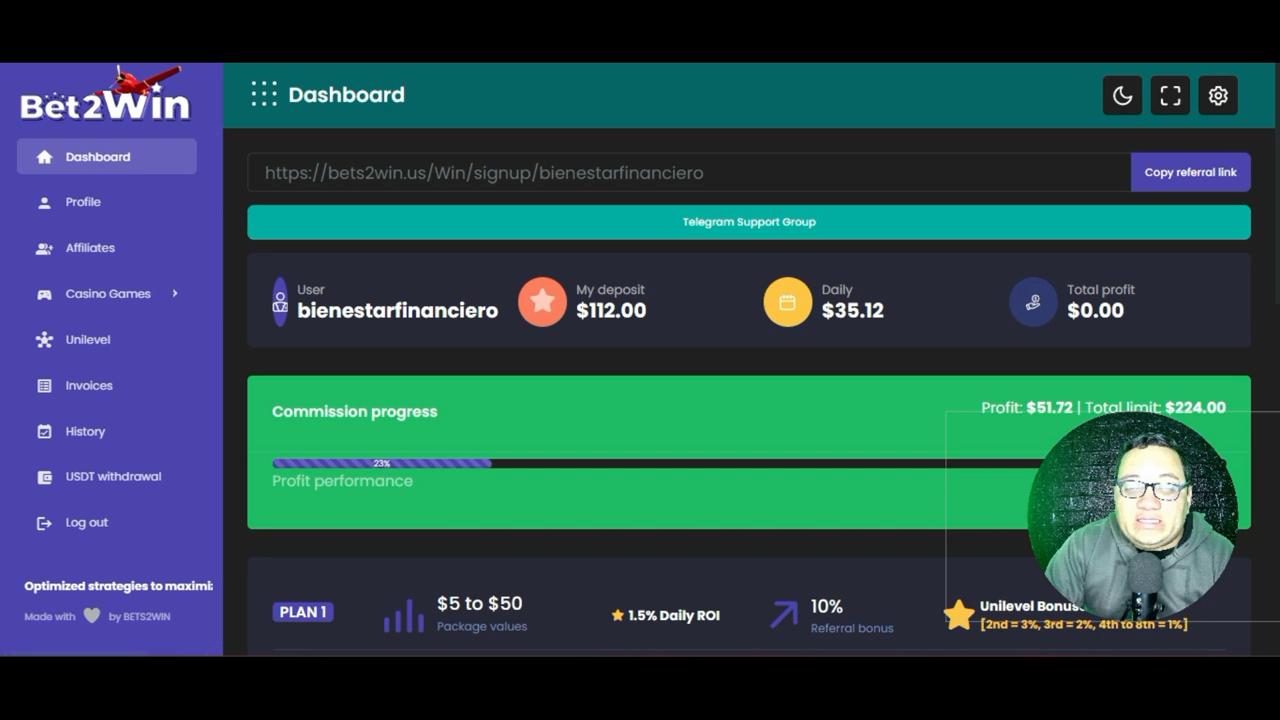 Bet2Win
Dashboard
Dashboard
Profile
Affiliates
Casino Games
Unilevel
Invoices
History
USDT withdrawal
Log out
Optimized strategies to
Made with by BETS2WIN
https://bets2win.us/Win/signup/bienestarfinanciero
Copy referral link
Telegram Support Group
User
bienestarfinanciero
My deposit
$112.00
Daily
$35.12
Total profit
$0.00
Commission progress
Profit: $51.72 | Total limit: $224.00
23%
Profit performance
PLAN 1
$5 to $50
Package values
1.5% Daily ROI
10%
Referral bonus
Unilevel Bonus
[2nd = 3%, 3rd = 2%, 4th to 8th = 1%]